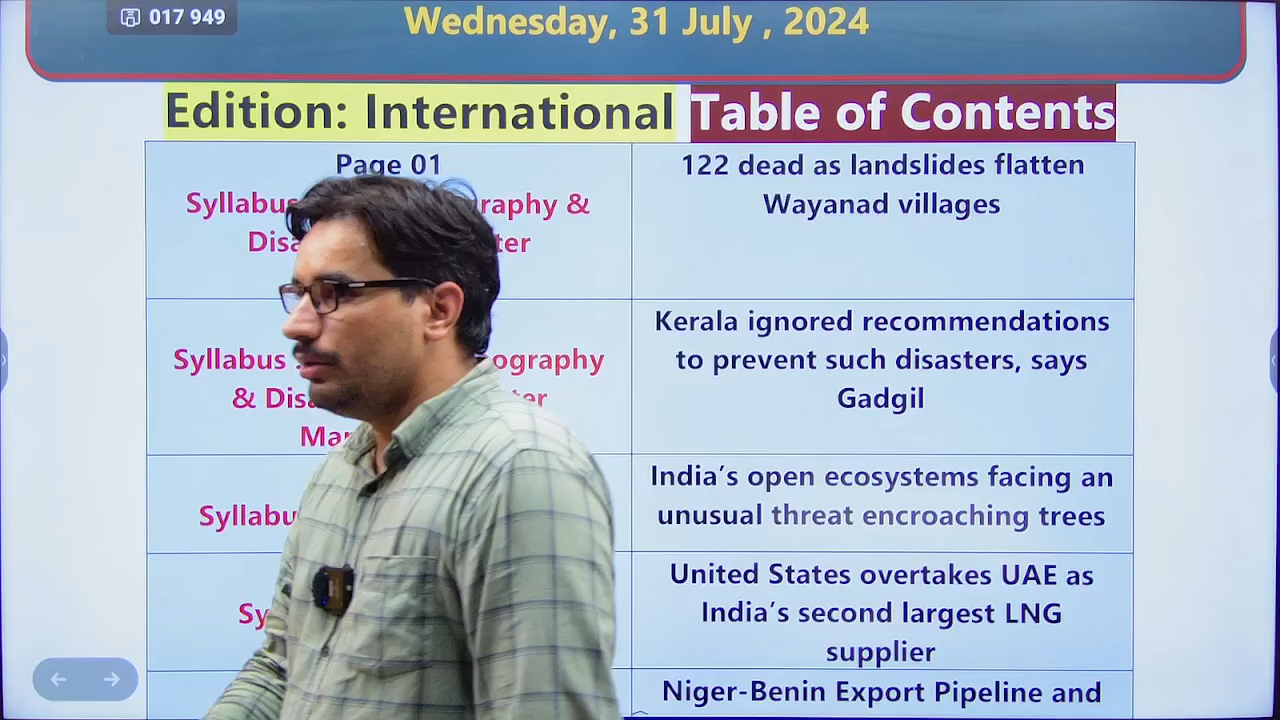 017 949
Wednesday, 31 July , 2024
Edition: International Table of Contents
Page 01
122 dead as landslides flatten
Wayanad villages
Syllabus
&
Kerala ignored recommendations
to prevent such disasters, says
Gadgil
Syllabus
& 
India’s open ecosystems facing an
unusual threat encroaching trees
United States overtakes UAE as
India’s second largest LNG
supplier
Niger-Benin Export Pipeline and